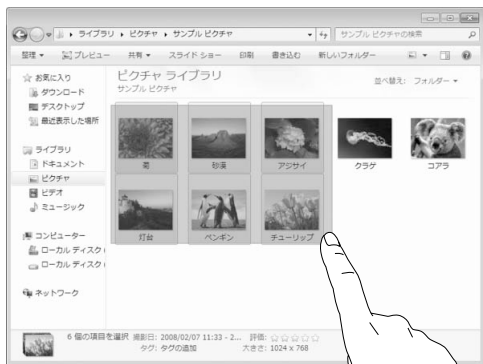 ライブラリ ▸ ピクチャ ▸ サンプル ピクチャ
サンプル ピクチャの検索
整理 ▾ プレビュー ▾ 共有 ▾ スライド ショー 印刷 書き込む 新しいフォルダー
お気に入り
ダウンロード
デスクトップ
最近表示した場所
ライブラリ
ドキュメント
ピクチャ
ビデオ
ミュージック
コンピューター
ローカル ディスク (
ローカル ディスク (
ネットワーク
ピクチャ ライブラリ
サンプル ピクチャ
並べ替え: フォルダー ▾
菊 砂漠 アジサイ クラゲ コアラ
灯台 ペンギン チューリップ
6 個の項目を選択 撮影日: 2008/02/07 11:33 - 2... 評価: ☆☆☆☆☆
タグ: タグの追加 大きさ: 1024 x 768